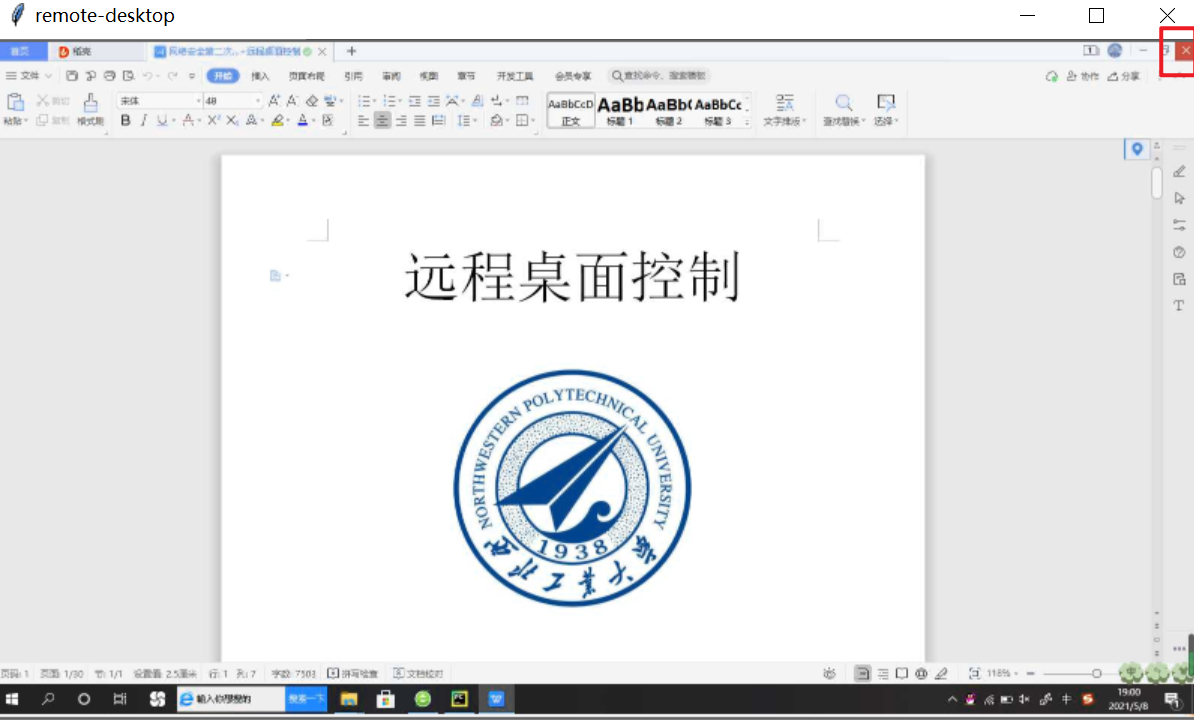 remote-desktop
首页 稻壳 网络安全第二次...-远程桌面控制
文件 开始 插入 页面布局 引用 审阅 视图 章节 开发工具 会员专享 查找命令、搜索模板 协作 分享
剪切 宋体 48 AaBbCcD AaBb AaBb( AaBbCc
粘贴 复制 格式刷 B I U A X² X₂ A A 正文 标题 1 标题 2 标题 3 文字排版 查找替换 选择
远程桌面控制
NORTHWESTERN POLYTECHNICAL UNIVERSITY
1938
西北工业大学
页码: 1 页面: 1/30 节: 1/1 设置值: 2.5厘米 行: 1 列: 7 字数: 7503 拼写检查 文档校对 118%
输入你想搜的 搜索一下 中 19:00
2021/5/8